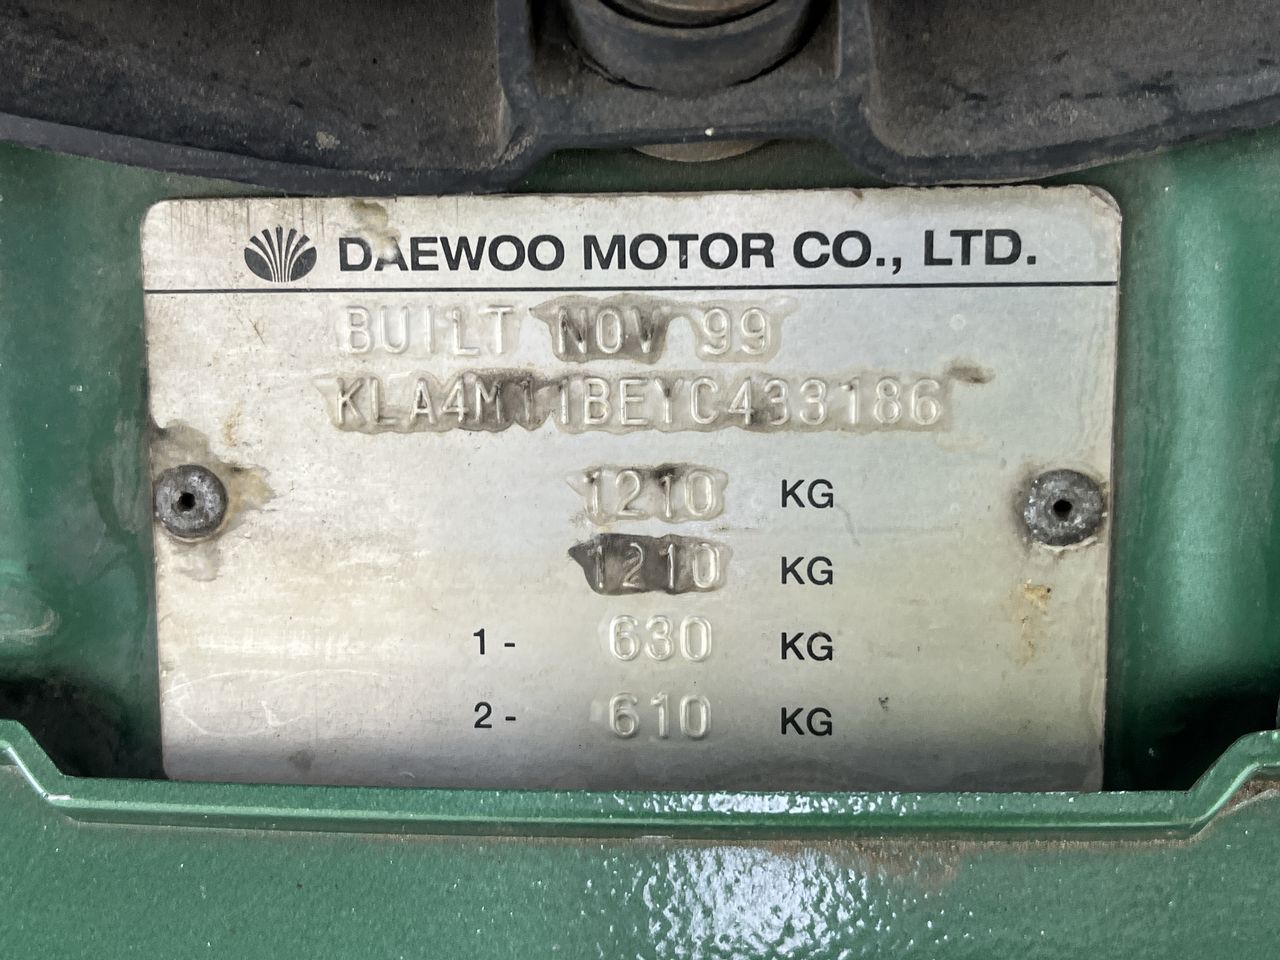 DAEWOO MOTOR CO., LTD.
BUILT NOV 99
KLA4M11BEYC433186
1210 KG
1210 KG
1- 630 KG
2- 610 KG